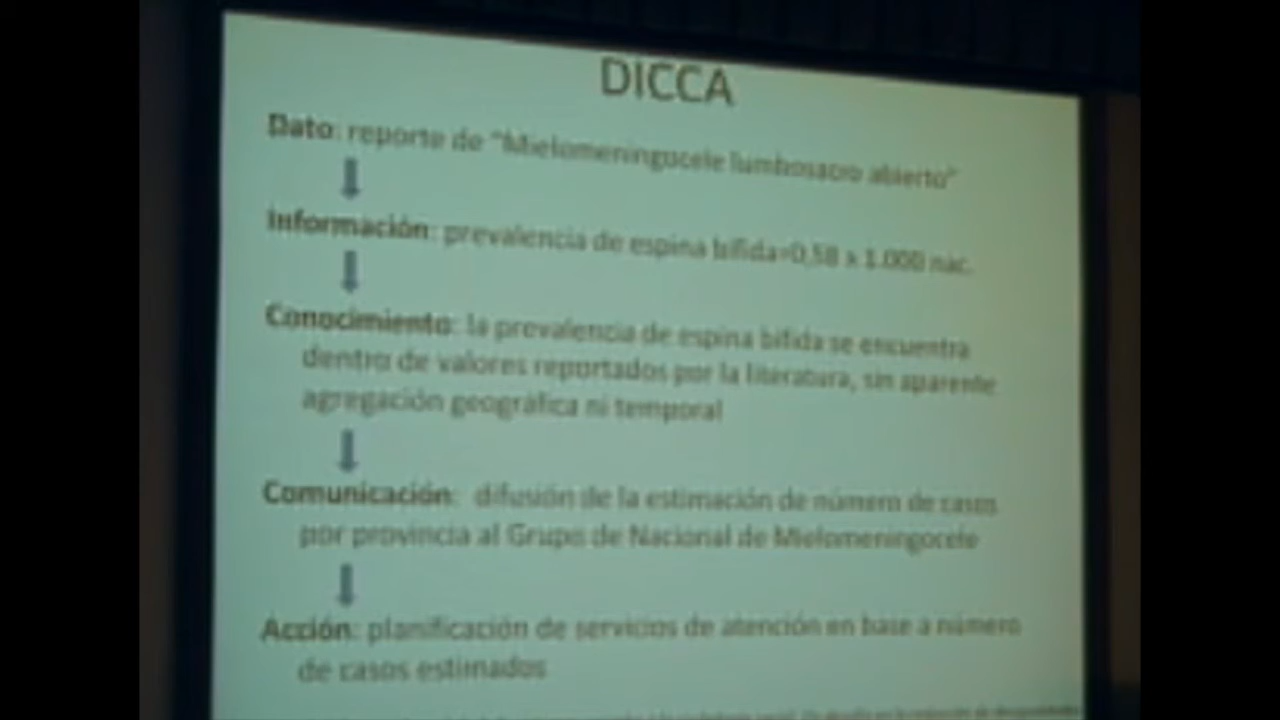 DICCA
Dato: reporte de "Mielomeningocele lumbosacro abierto"
Información: prevalencia de espina bífida=0,58 x 1.000 nac.
Conocimiento: la prevalencia de espina bífida se encuentra
dentro de valores reportados por la literatura, sin aparente
agregación geográfica ni temporal
Comunicación: difusión de la estimación de número de casos
por provincia al Grupo de Nacional de Mielomeningocele
Acción: planificación de servicios de atención en base a número
de casos estimados